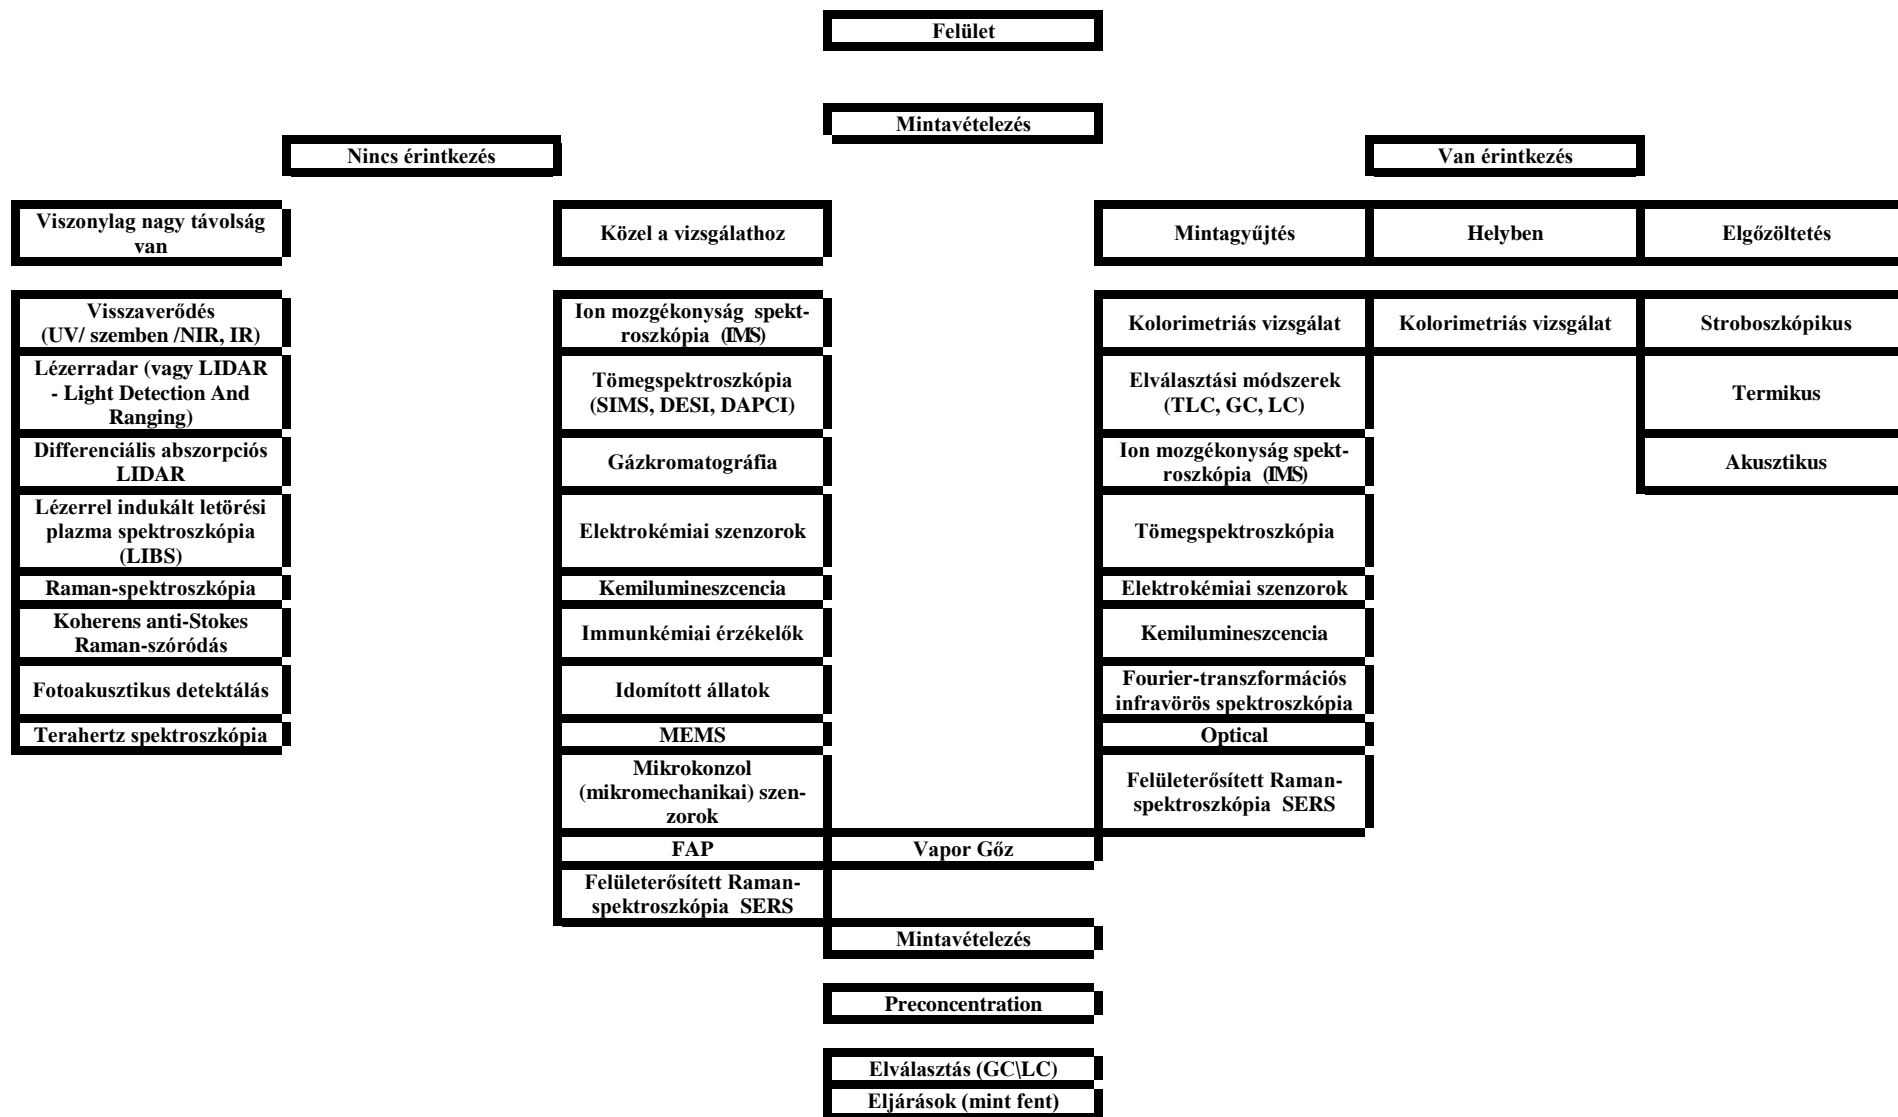 Felület
Mintavételezés
Nincs érintkezés
Van érintkezés
Viszonylag nagy távolság
van
Közel a vizsgálathoz
Mintagyűjtés
Helyben
Elgőzöltetés
Visszaverődés
(UV/ szemben /NIR, IR)
Lézerradar (vagy LIDAR
- Light Detection And
Ranging)
Differenciális abszorpciós
LIDAR
Lézerrel indukált letörési
plazma spektroszkópia
(LIBS)
Raman-spektroszkópia
Koherens anti-Stokes
Raman-szóródás
Fotoakusztikus detektálás
Terahertz spektroszkópia
Ion mozgékonyság spekt-
roszkópia (IMS)
Tömegspektroszkópia
(SIMS, DESI, DAPCI)
Gázkromatográfia
Elektrokémiai szenzorok
Kemilumineszcencia
Immunkémiai érzékelők
Idomított állatok
MEMS
Mikrokonzol
(mikromechanikai) szen-
zorok
FAP
Felületerősített Raman-
spektroszkópia SERS
Kolorimetriás vizsgálat
Elválasztási módszerek
(TLC, GC, LC)
Ion mozgékonyság spekt-
roszkópia (IMS)
Tömegspektroszkópia
Elektrokémiai szenzorok
Kemilumineszcencia
Fourier-transzformációs
infravörös spektroszkópia
Optical
Felületerősített Raman-
spektroszkópia SERS
Kolorimetriás vizsgálat
Stroboszkópikus
Termikus
Akusztikus
Vapor Gőz
Mintavételezés
Preconcentration
Elválasztás (GC\LC)
Eljárások (mint fent)